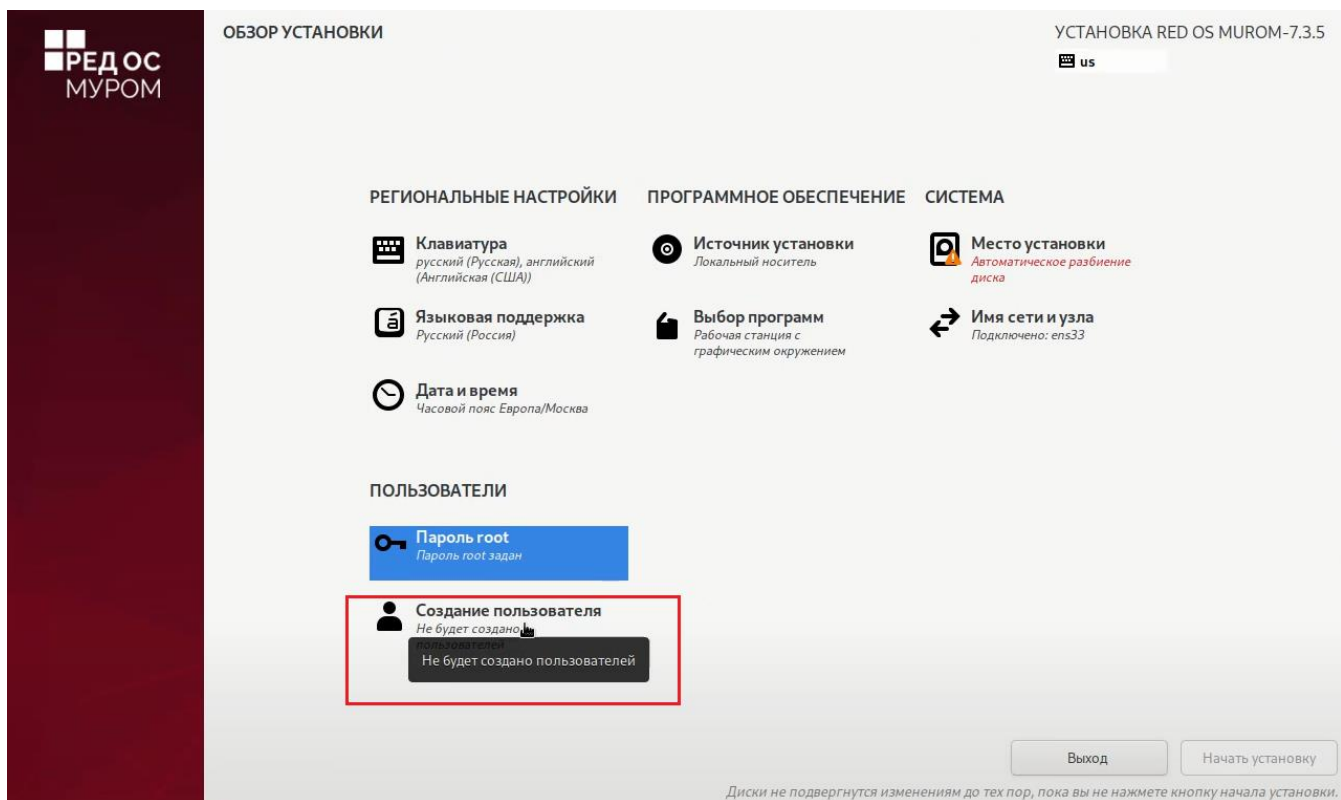 РЕД ОС
МУРОМ
ОБЗОР УСТАНОВКИ
УСТАНОВКА RED OS MUROM-7.3.5
us
РЕГИОНАЛЬНЫЕ НАСТРОЙКИ
Клавиатура
русский (Русская), английский
(Английская (США))
Языковая поддержка
Русский (Россия)
Дата и время
Часовой пояс Европа/Москва
ПРОГРАММНОЕ ОБЕСПЕЧЕНИЕ
Источник установки
Локальный носитель
Выбор программ
Рабочая станция с
графическим окружением
СИСТЕМА
Место установки
Автоматическое разбиение
диска
Имя сети и узла
Подключено: ens33
ПОЛЬЗОВАТЕЛИ
Пароль root
Пароль root задан
Создание пользователя
Не будет создано
пользователей
Не будет создано пользователей
Выход
Начать установку
Диски не подвергнутся изменениям до тех пор, пока вы не нажмете кнопку начала установки.